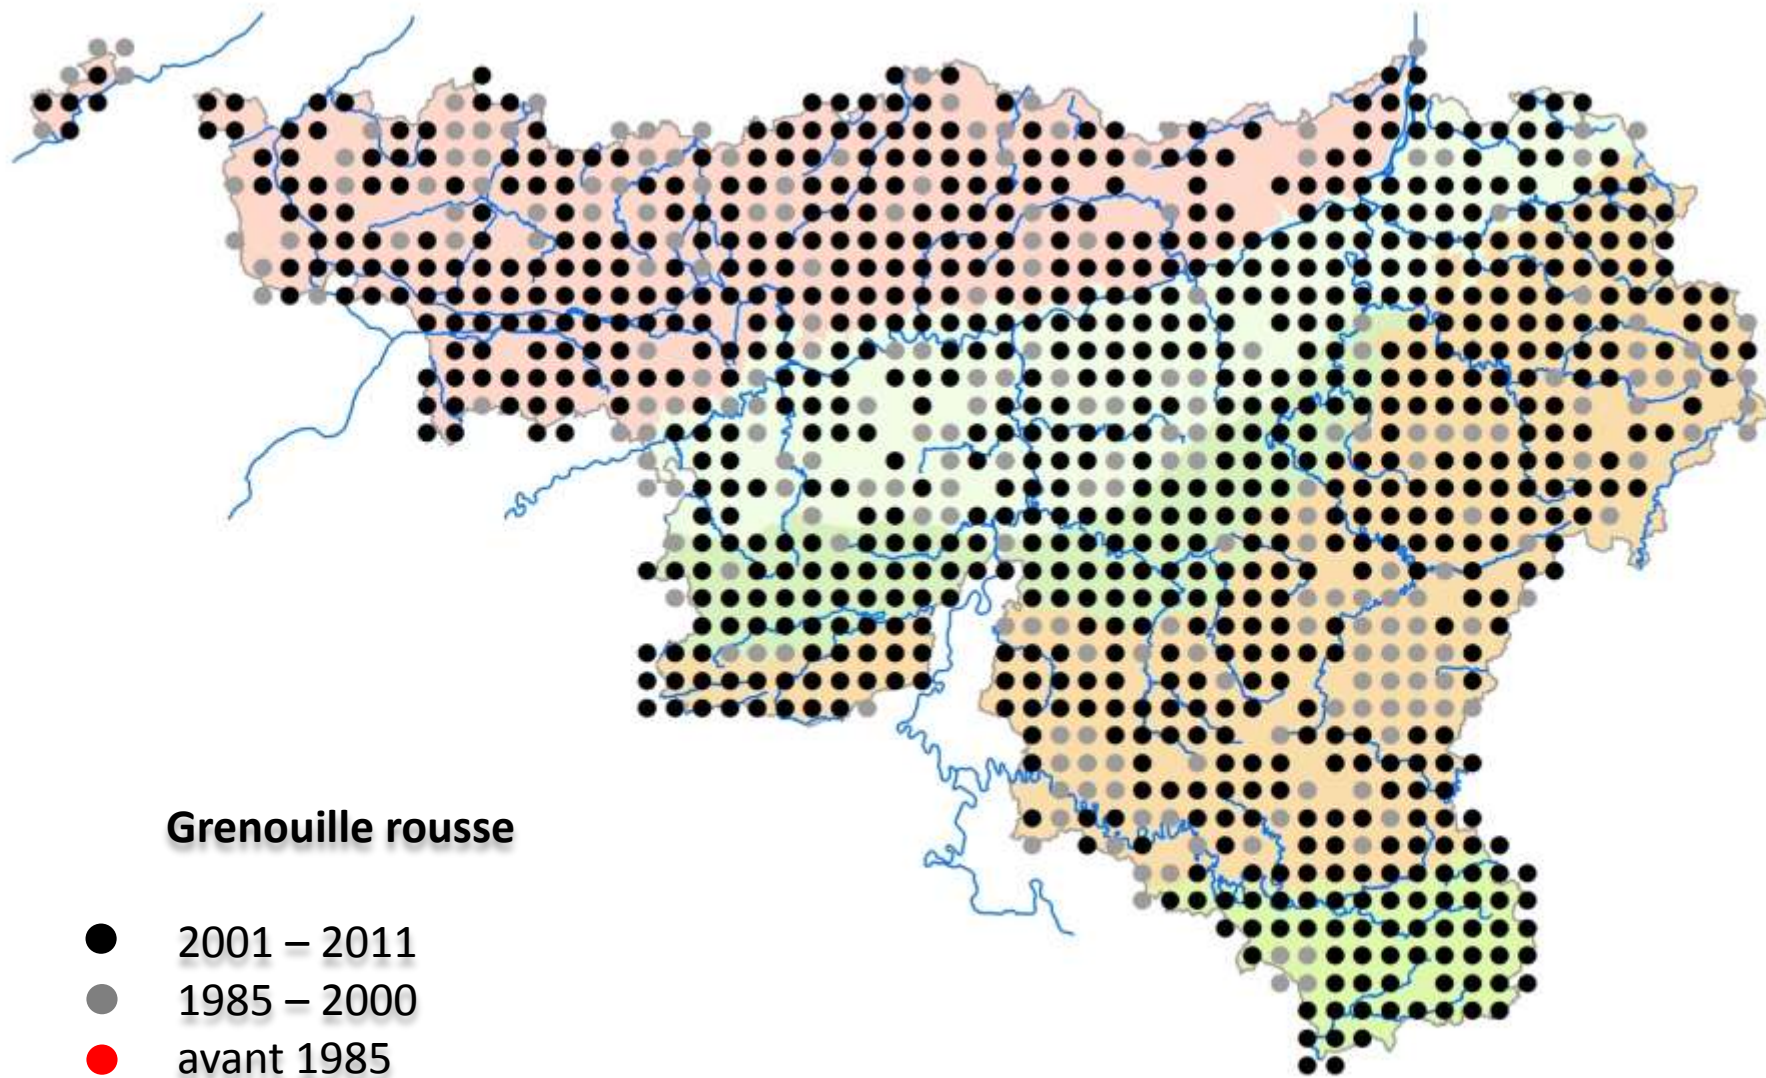 Grenouille rousse
2001 – 2011
1985 – 2000
avant 1985